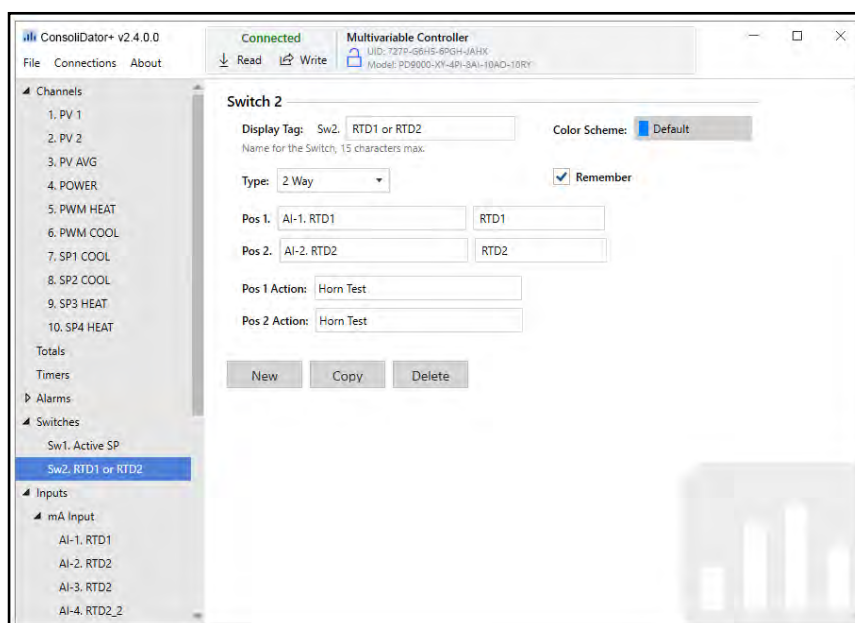 ConsoliDator+ v2.4.0.0
File Connections About
Connected
Read Write
Multivariable Controller
UID: 727P-G6HS-6PGH-JAHX
Model: PD9000-XY-4PI-8AI-10AO-16RY
Channels
1. PV 1
2. PV 2
3. PV AVG
4. POWER
5. PWM HEAT
6. PWM COOL
7. SP1 COOL
8. SP2 COOL
9. SP3 HEAT
10. SP4 HEAT
Totals
Timers
Alarms
Switches
Sw1. Active SP
Sw2. RTD1 or RTD2
Inputs
mA Input
AI-1. RTD1
AI-2. RTD2
AI-3. RTD2
AI-4. RTD2_2
Switch 2
Display Tag: Sw2. RTD1 or RTD2 Color Scheme: Default
Name for the Switch, 15 characters max.
Type: 2 Way Remember
Pos 1. AI-1. RTD1 RTD1
Pos 2. AI-2. RTD2 RTD2
Pos 1 Action: Horn Test
Pos 2 Action: Horn Test
New Copy Delete